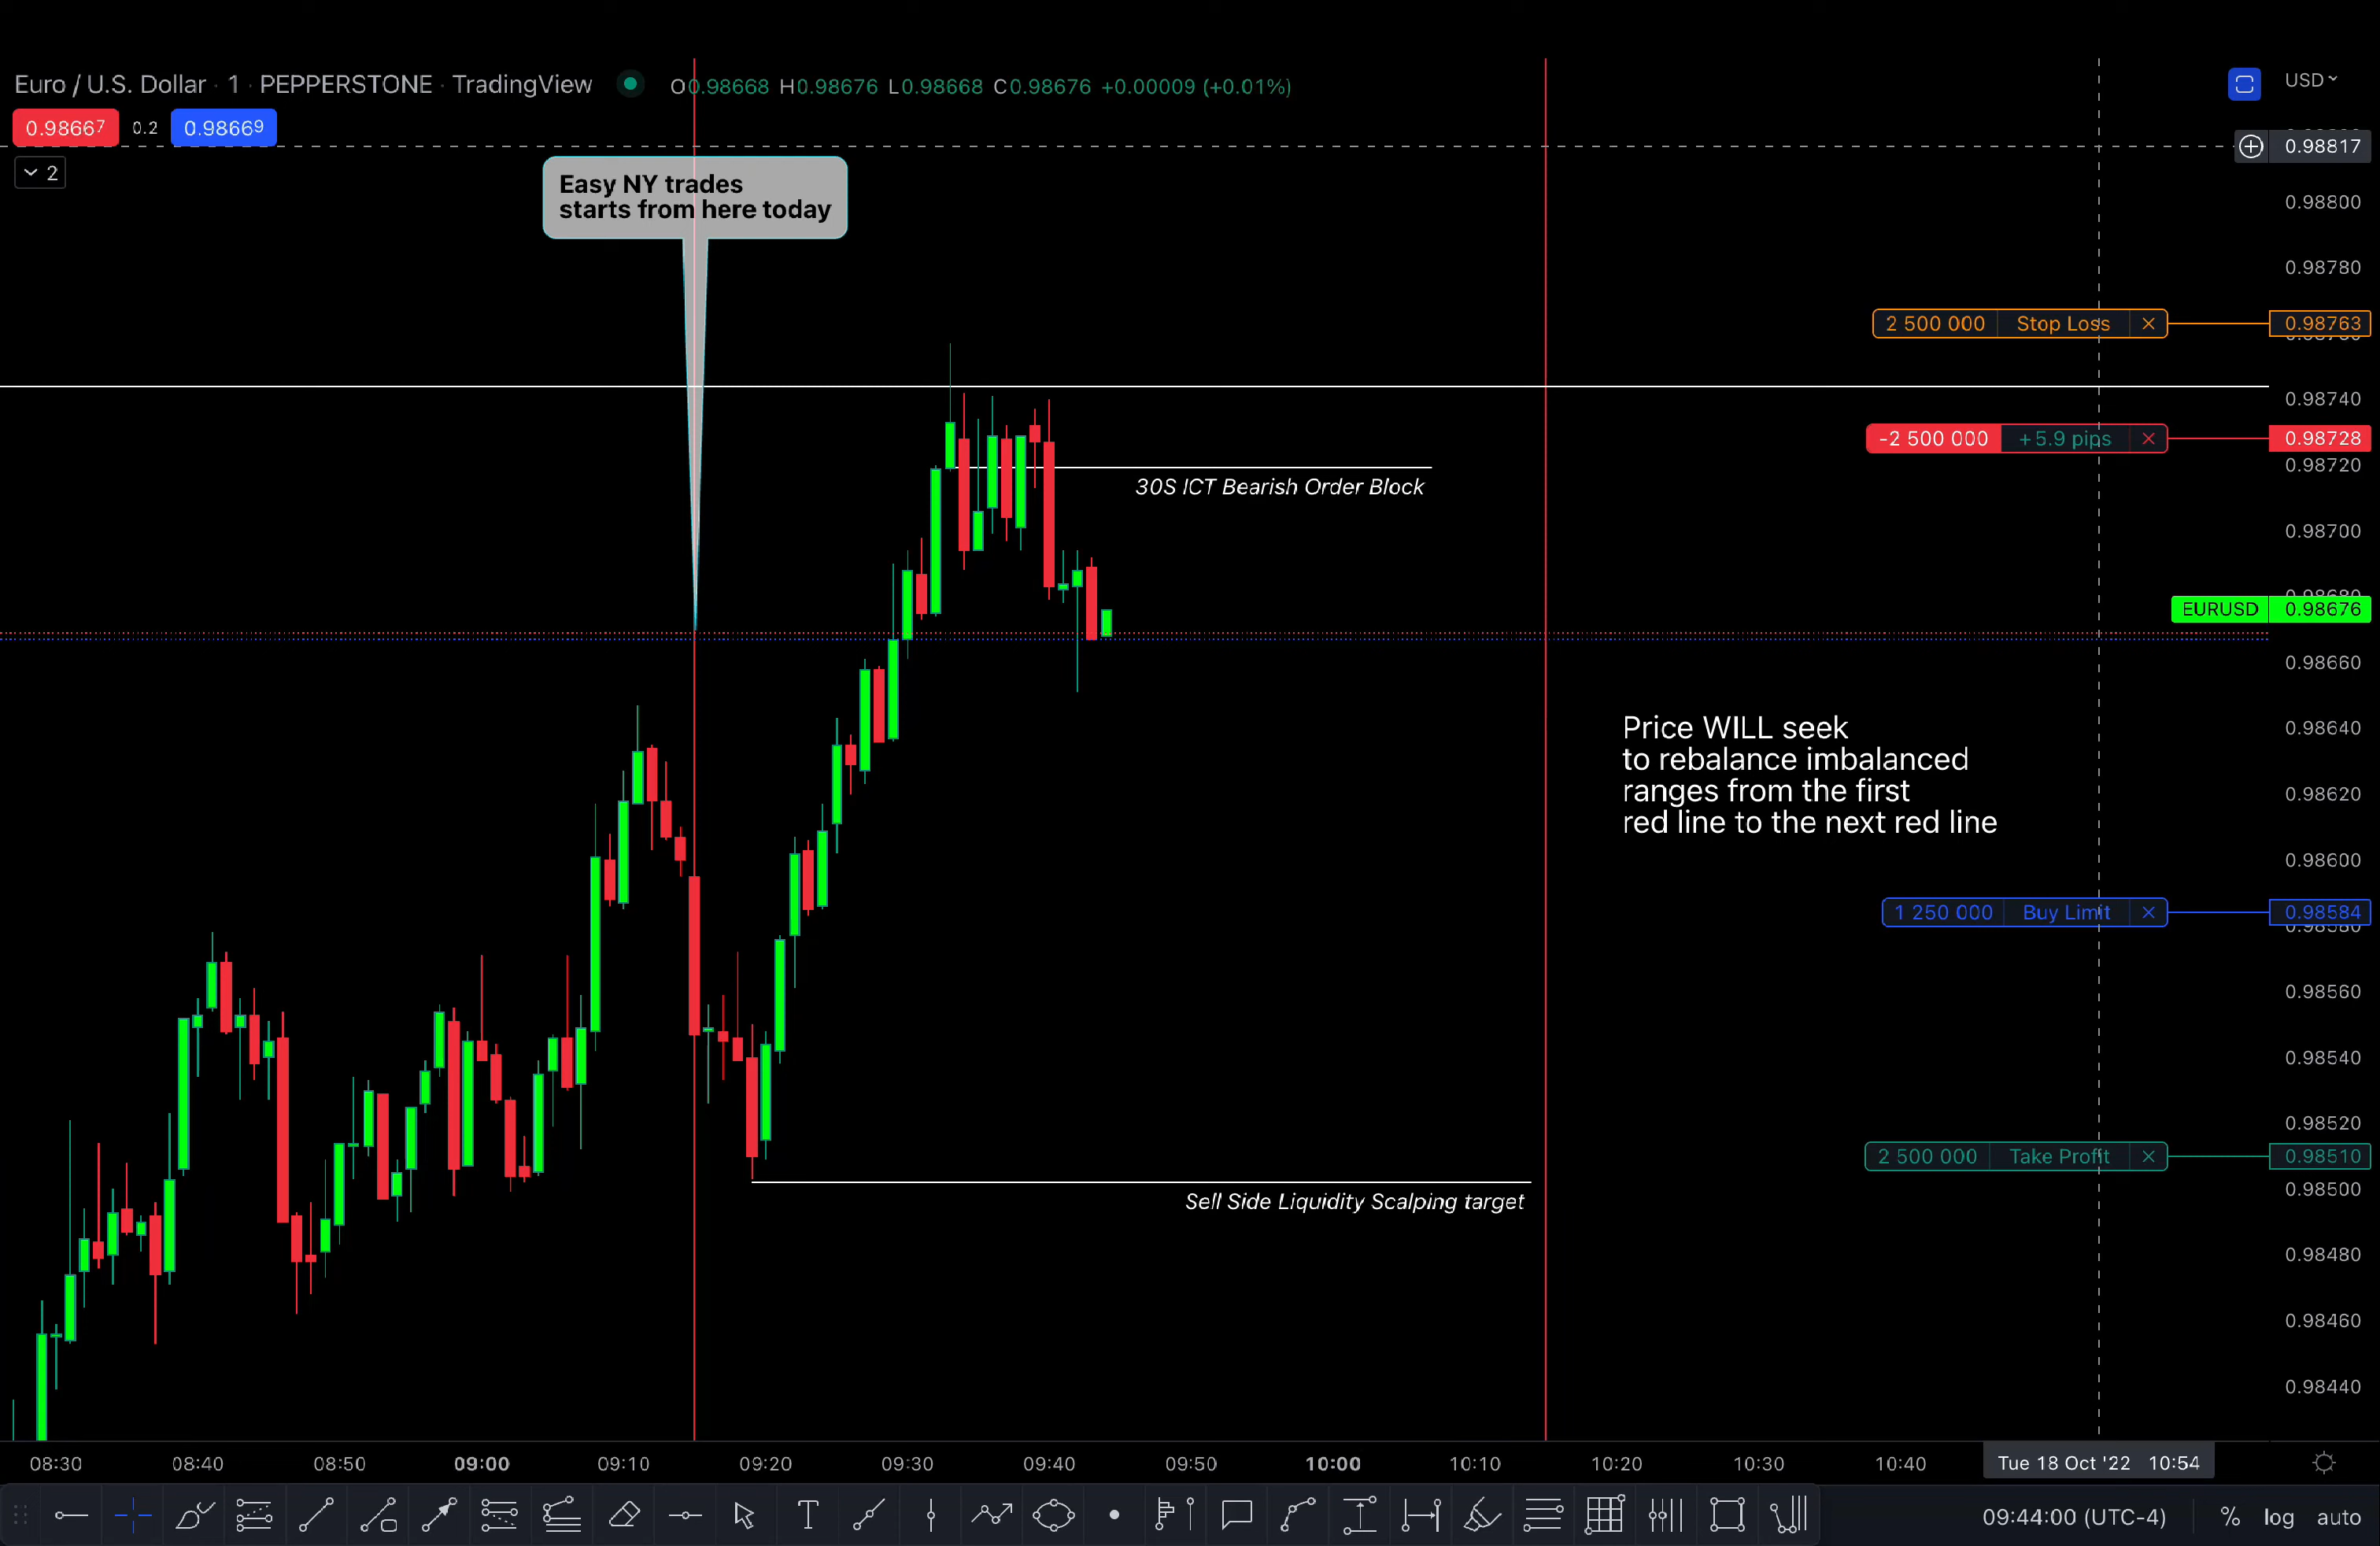 Euro / U.S. Dollar · 1 · PEPPERSTONE · TradingView O0.98668 H0.98676 L0.98668 C0.98676 +0.00009 (+0.01%) USD
0.98667 0.2 0.98669
0.98817
2
Easy NY trades
starts from here today
0.98800
0.98780
2 500 000 Stop Loss 0.98763
0.98740
-2 500 000 +5.9 pips 0.98728
0.98720
30S ICT Bearish Order Block
0.98700
EURUSD 0.98676
0.98660
Price WILL seek
to rebalance imbalanced
ranges from the first
red line to the next red line
0.98640
0.98620
0.98600
1 250 000 Buy Limit 0.98584
0.98560
0.98540
0.98520
2 500 000 Take Profit 0.98510
0.98500
Sell Side Liquidity Scalping target
0.98480
0.98460
0.98440
08:30 08:40 08:50 09:00 09:10 09:20 09:30 09:40 09:50 10:00 10:10 10:20 10:30 10:40 Tue 18 Oct '22 10:54
09:44:00 (UTC-4) % log auto